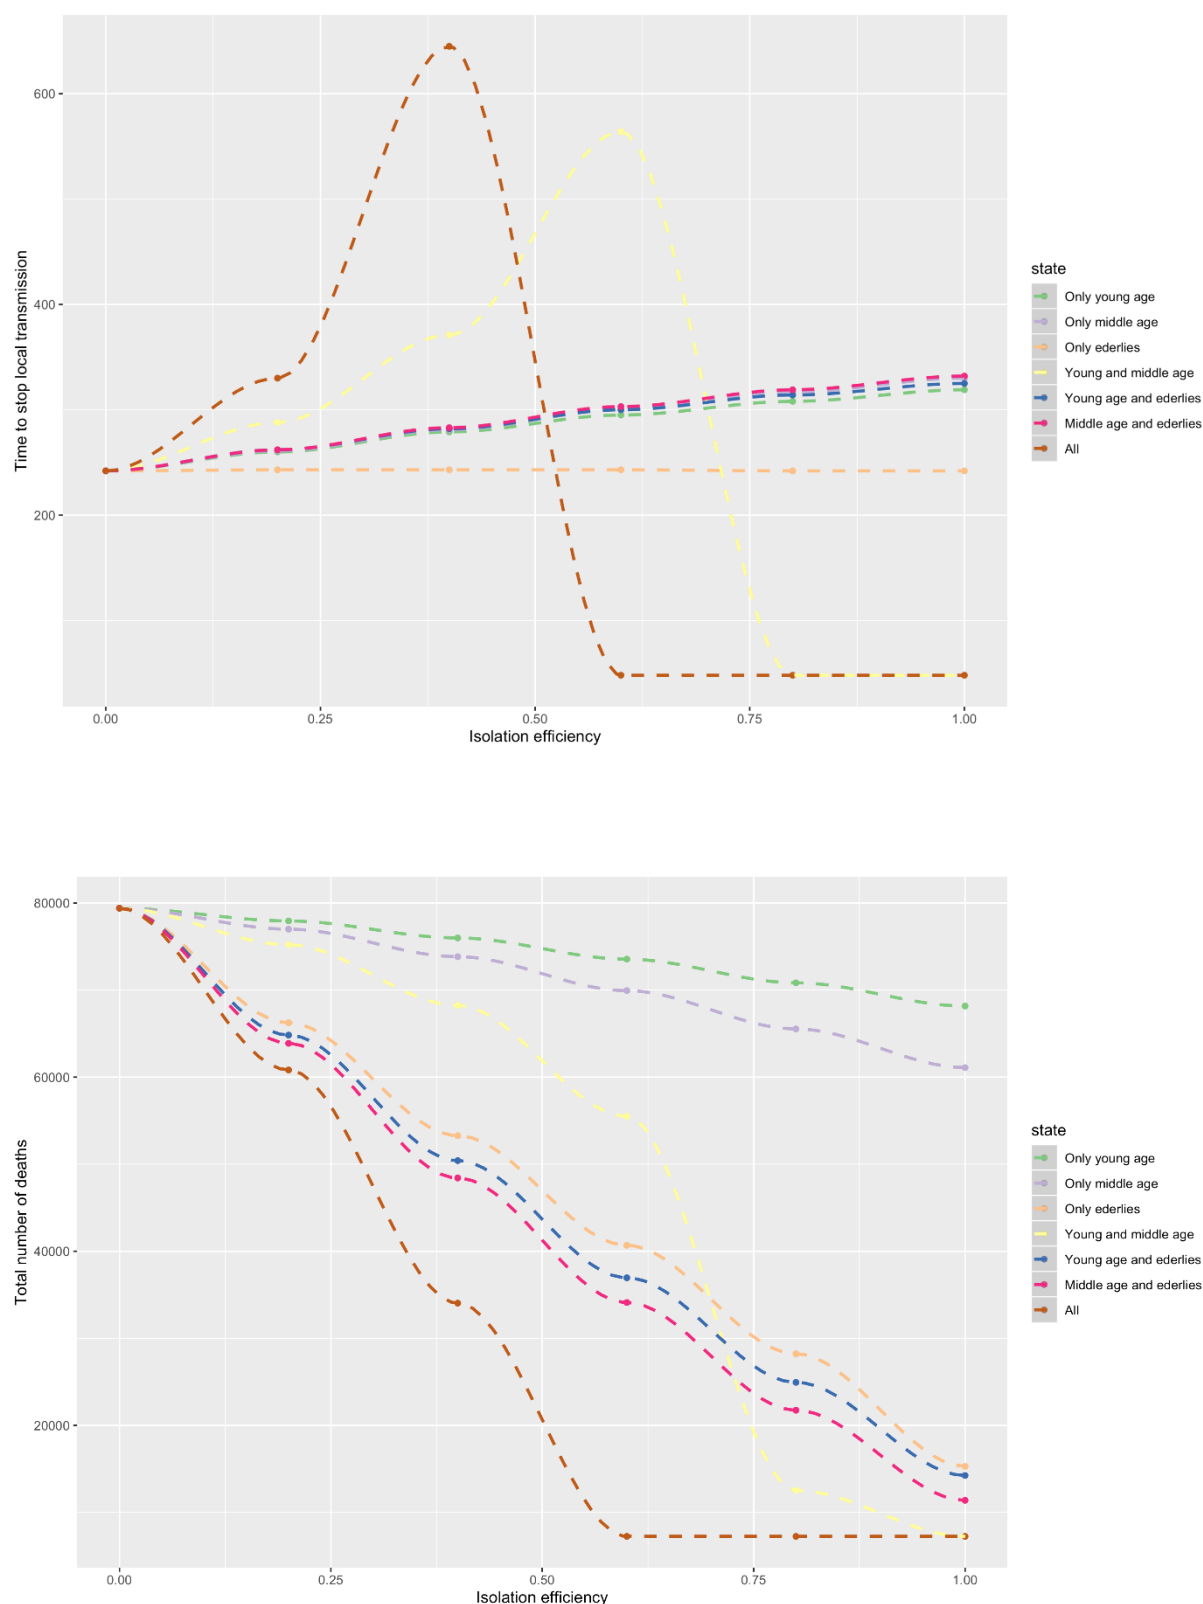 600
400
200
Time to stop local transmission
0.00 0.25 0.50 0.75 1.00
Isolation efficiency
state
Only young age
Only middle age
Only ederlies
Young and middle age
Young age and ederlies
Middle age and ederlies
All
80000
60000
40000
20000
Total number of deaths
0.00 0.25 0.50 0.75 1.00
Isolation efficiency
state
Only young age
Only middle age
Only ederlies
Young and middle age
Young age and ederlies
Middle age and ederlies
All